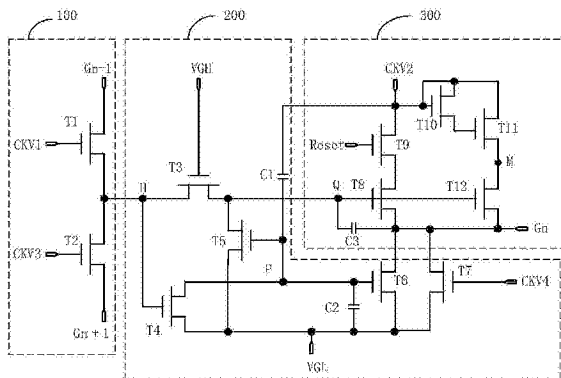 100
200
300
Gn-1
VGH
CKV2
T1
T10
T11
CKV1
T3
Reset
T9
C1
M
H
Q
T8
T12
T2
T5
C3
Gn
CKV3
P
T6
T7
CKV4
Gn+1
T4
C2
VGL